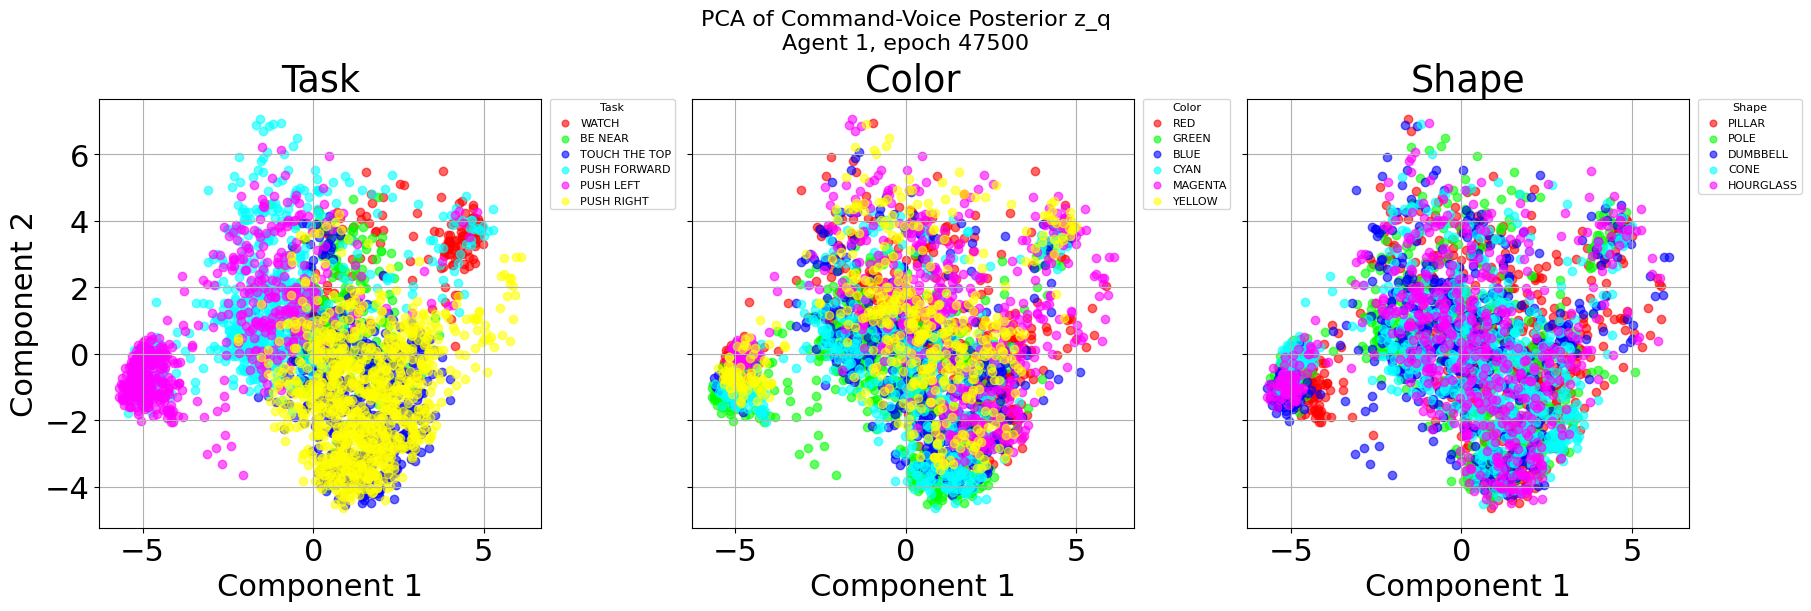 PCA of Command-Voice Posterior z_q
Agent 1, epoch 47500
Task
Color
Shape
Task
WATCH
BE NEAR
TOUCH THE TOP
PUSH FORWARD
PUSH LEFT
PUSH RIGHT
Color
RED
GREEN
BLUE
CYAN
MAGENTA
YELLOW
Shape
PILLAR
POLE
DUMBBELL
CONE
HOURGLASS
Component 2
6
4
2
0
−2
−4
−5 0 5
−5 0 5
−5 0 5
Component 1
Component 1
Component 1